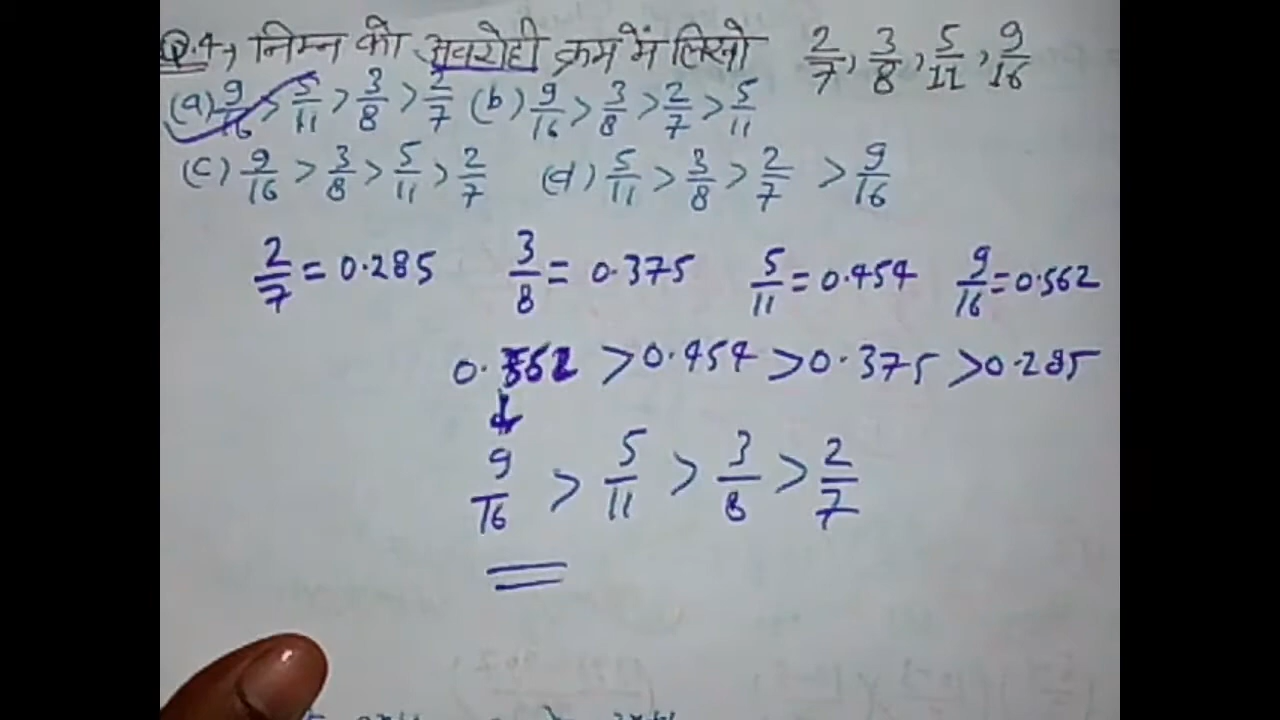 Q.4, निम्न को अवरोही क्रम में लिखो 2/7, 3/8, 5/11, 9/16
(a) 9/16 > 5/11 > 3/8 > 2/7 (b) 9/16 > 3/8 > 2/7 > 5/11
(c) 9/16 > 3/8 > 5/11 > 2/7 (d) 5/11 > 3/8 > 2/7 > 9/16
2/7 = 0.285 3/8 = 0.375 5/11 = 0.454 9/16 = 0.562
0.562 > 0.454 > 0.375 > 0.285
9/16 > 5/11 > 3/8 > 2/7